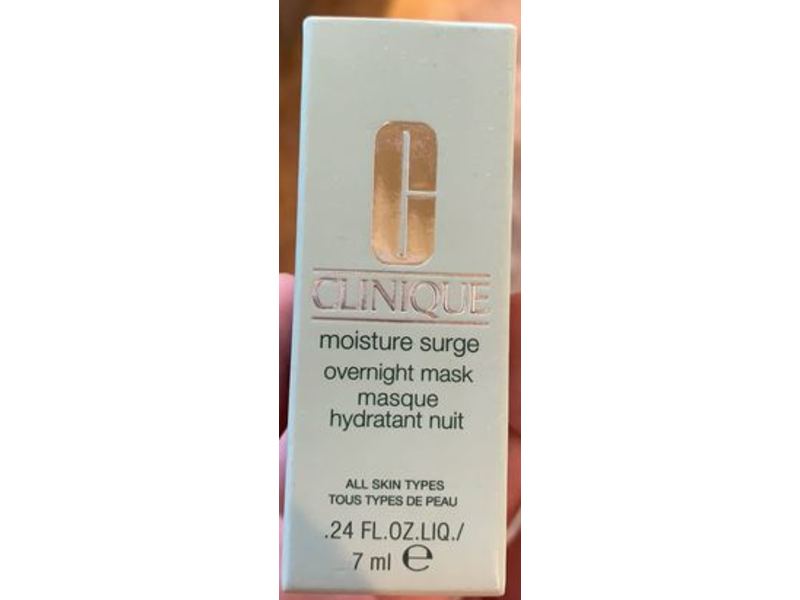 C
CLINIQUE
moisture surge
overnight mask
masque
hydratant nuit
ALL SKIN TYPES
TOUS TYPES DE PEAU
.24 FL.OZ.LIQ./
7 ml ℮